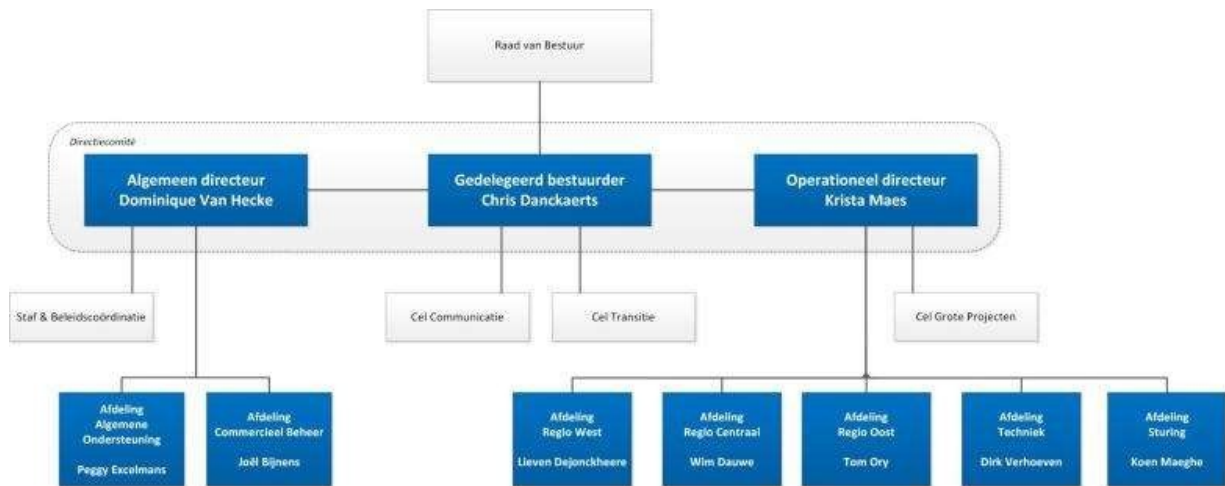 Raad van Bestuur
Directiecomité
Algemeen directeur
Dominique Van Hecke
Gedelegeerd bestuurder
Chris Danckaerts
Operationeel directeur
Krista Maes
Staf & Beleidscoördinatie
Cel Communicatie
Cel Transitie
Cel Grote Projecten
Afdeling
Algemene
Ondersteuning
Peggy Excelmans
Afdeling
Commercieel Beheer
Joël Bijnens
Afdeling
Regio West
Lieven Dejonckheere
Afdeling
Regio Centraal
Wim Dauwe
Afdeling
Regio Oost
Tom Ory
Afdeling
Techniek
Dirk Verhoeven
Afdeling
Sturing
Koen Maeghe